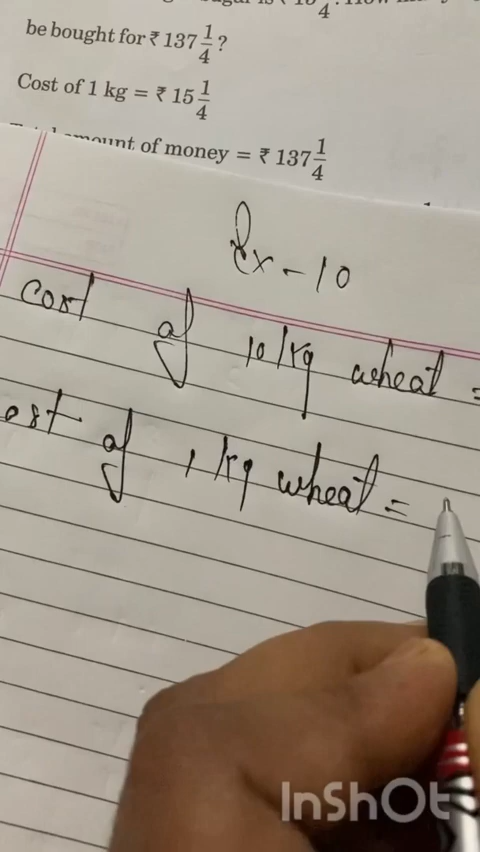 be bought for ₹ 137 1/4 ?
Cost of 1 kg = ₹ 15 1/4
amount of money = ₹ 137 1/4
Ex - 10
Cost of 10 kg wheat =
ost of 1 kg wheat =
InShOt